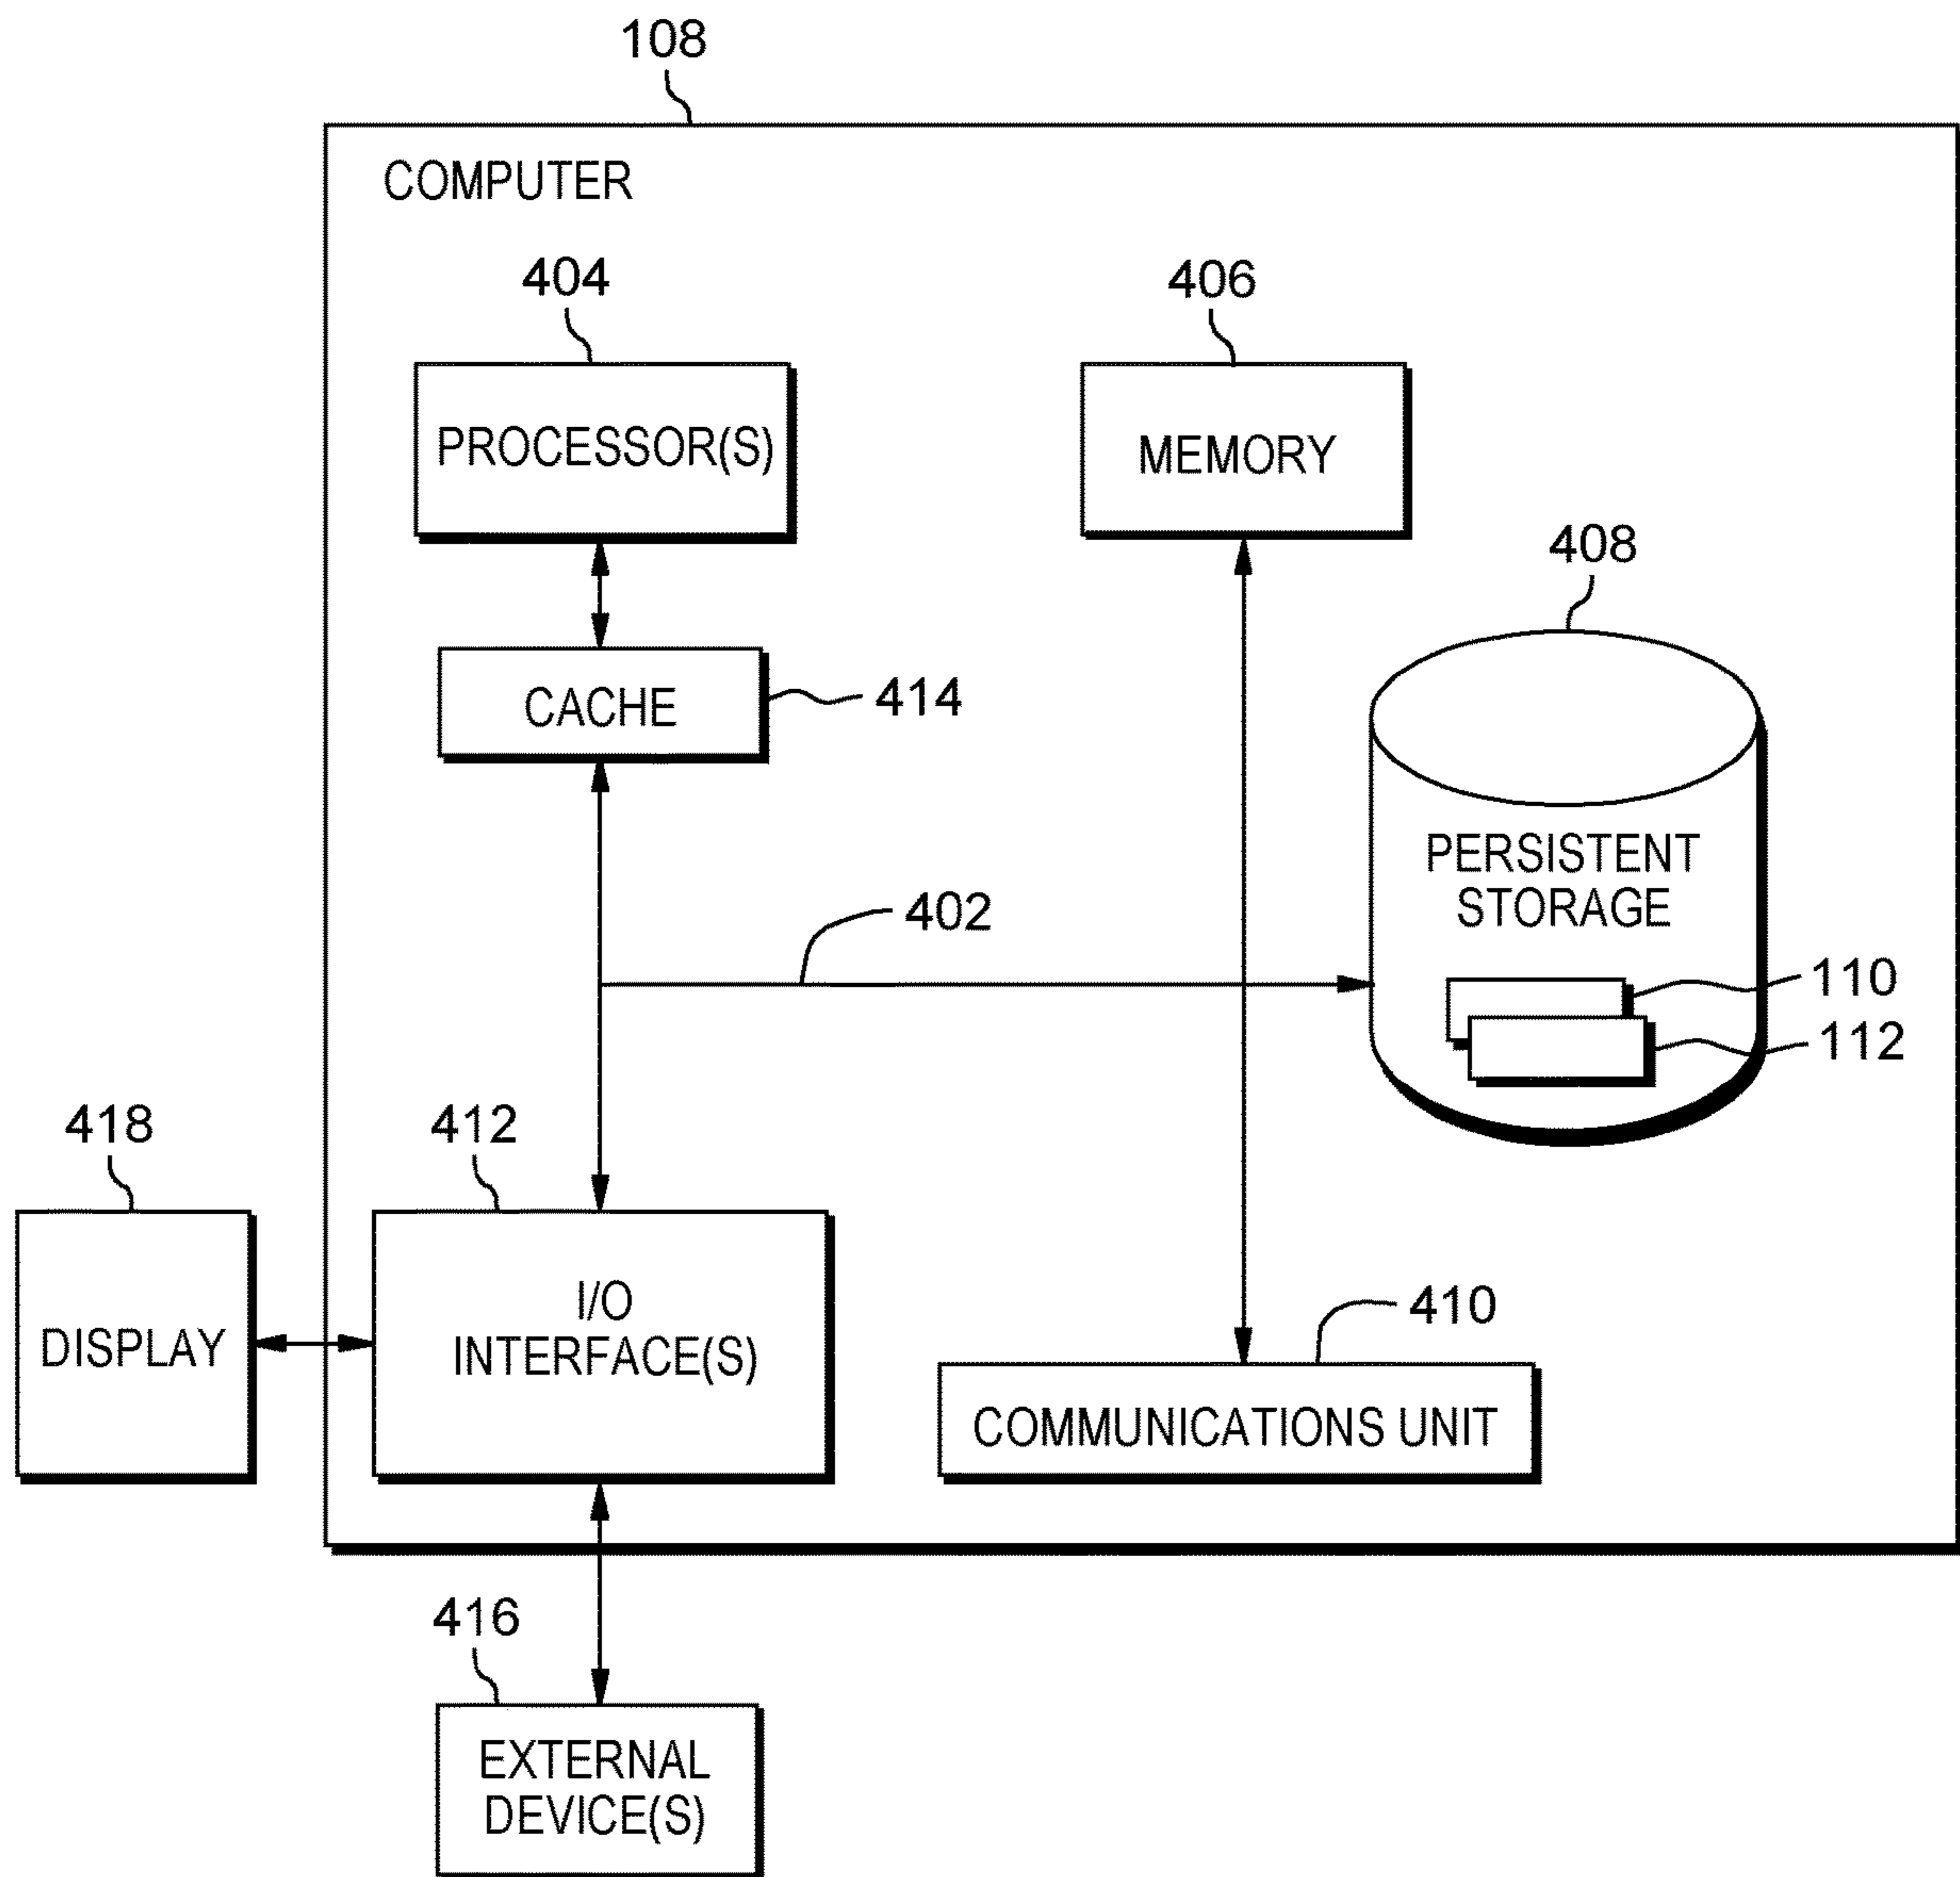 108
COMPUTER
404
406
PROCESSOR(S)
MEMORY
408
CACHE
414
PERSISTENT
STORAGE
402
110
112
418
412
I/O
INTERFACE(S)
DISPLAY
410
COMMUNICATIONS UNIT
416
EXTERNAL
DEVICE(S)